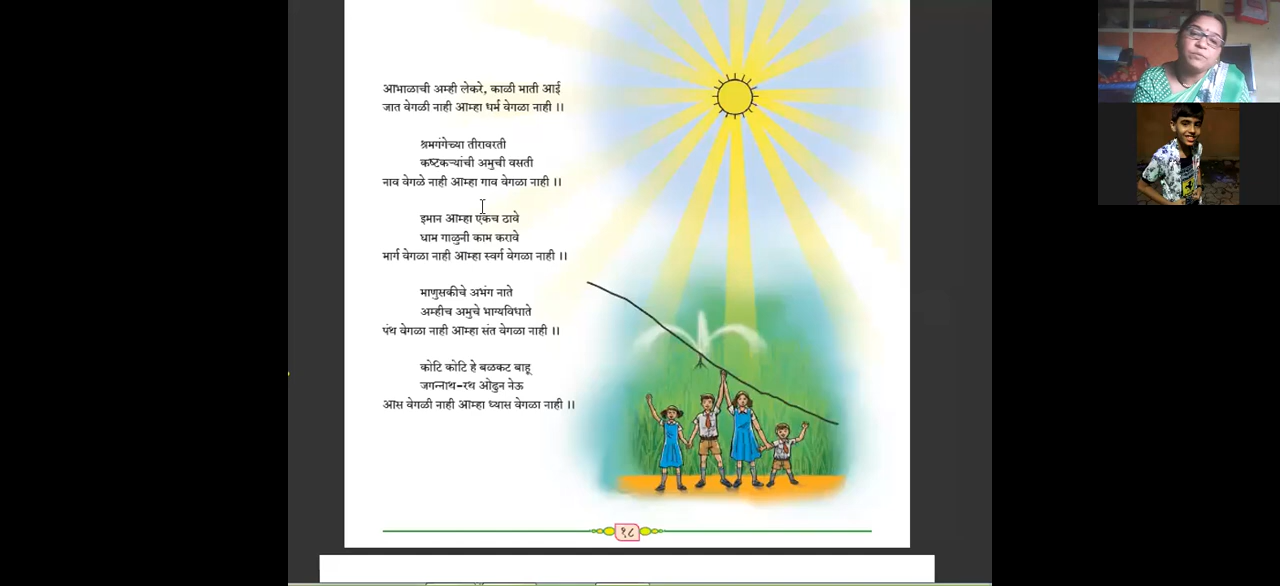 आभाळाची अम्ही लेकरे, काळी माती आई
जात वेगळी नाही आम्हा धर्म वेगळा नाही ।।
श्रमगंगेच्या तीरावरती
कष्टकऱ्यांची अमुची वसती
नाव वेगळे नाही आम्हा गाव वेगळा नाही ।।
इमान आम्हा एकच ठावे
घाम गाळुनी काम करावे
मार्ग वेगळा नाही आम्हा स्वर्ग वेगळा नाही ।।
माणुसकीचे अभंग नाते
अम्हीच अमुचे भाग्यविधाते
पंथ वेगळा नाही आम्हा संत वेगळा नाही ।।
कोटि कोटि हे बळकट बाहू
जगन्नाथ-रथ ओढुन नेऊ
आस वेगळी नाही आम्हा ध्यास वेगळा नाही ।।
१८